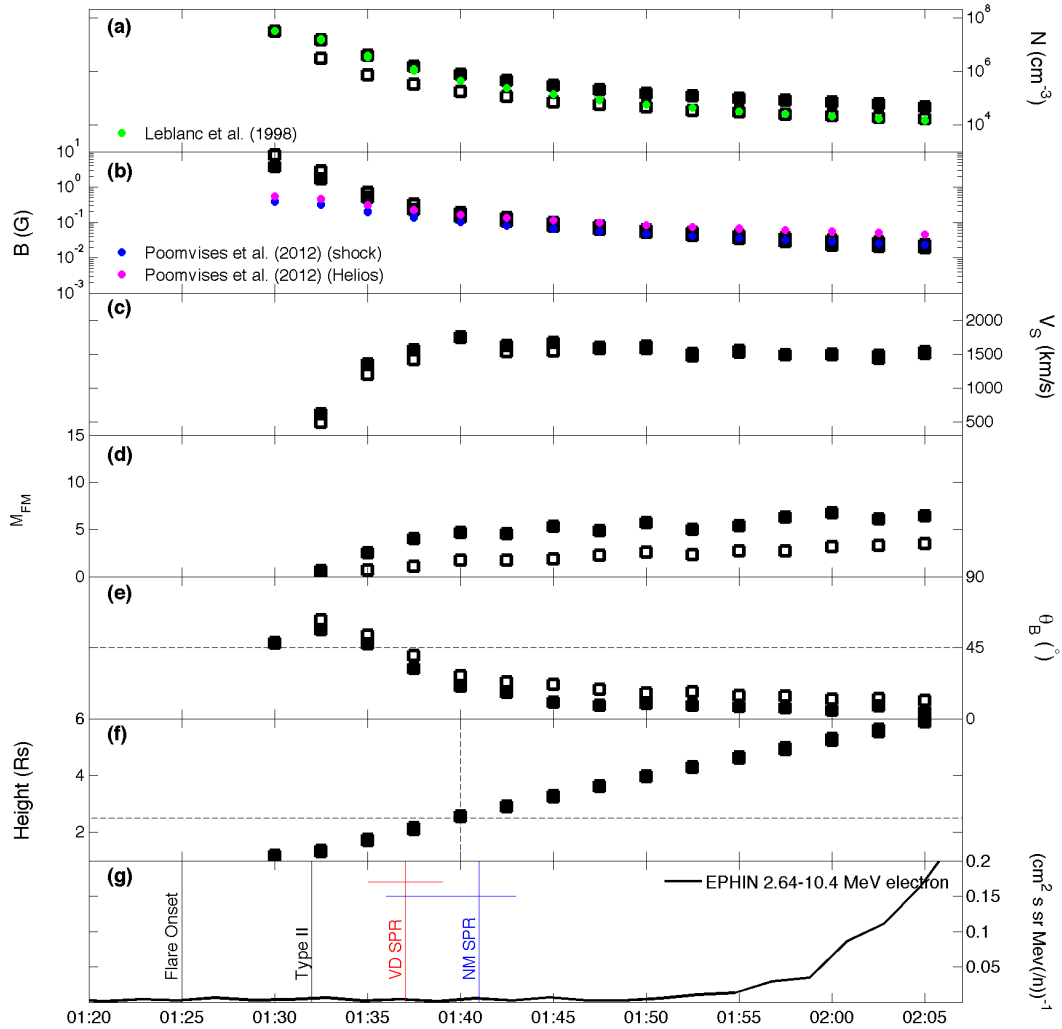 (a)
10^8
10^6
10^4
N (cm^-3)
Leblanc et al. (1998)
(b)
10^1
10^0
10^-1
10^-2
10^-3
B (G)
Poomvises et al. (2012) (shock)
Poomvises et al. (2012) (Helios)
(c)
2000
1500
1000
500
V_S (km/s)
(d)
15
10
5
0
M_FM
(e)
90
45
0
θ_B (°)
(f)
6
4
2
Height (Rs)
(g)
EPHIN 2.64-10.4 MeV electron
0.2
0.15
0.1
0.05
(cm^2 s sr Mev(/n))^-1
Flare Onset
Type II
VD SPR
NM SPR
01:20 01:25 01:30 01:35 01:40 01:45 01:50 01:55 02:00 02:05